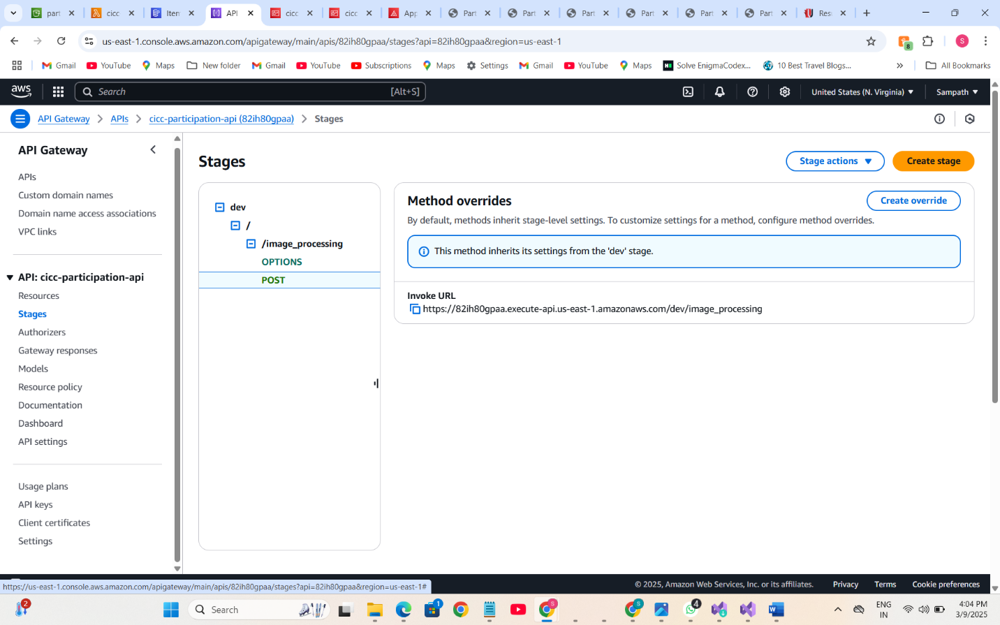 part
cicc
Iten
API
cicc
cicc
App
Part
Part
Part
Part
Part
Part
Res
us-east-1.console.aws.amazon.com/apigateway/main/apis/82ih80gpaa/stages?api=82ih80gpaa&region=us-east-1
8
S
Gmail
YouTube
Maps
New folder
Gmail
YouTube
Subscriptions
Maps
Settings
Gmail
YouTube
Maps
Solve EnigmaCodex...
10 Best Travel Blogs...
All Bookmarks
aws
Search
[Alt+S]
United States (N. Virginia)
Sampath
API Gateway
APIs
cicc-participation-api (82ih80gpaa)
Stages
API Gateway
APIs
Custom domain names
Domain name access associations
VPC links
API: cicc-participation-api
Resources
Stages
Authorizers
Gateway responses
Models
Resource policy
Documentation
Dashboard
API settings
Usage plans
API keys
Client certificates
Settings
Stages
Stage actions
Create stage
dev
/
/image_processing
OPTIONS
POST
Method overrides
Create override
By default, methods inherit stage-level settings. To customize settings for a method, configure method overrides.
This method inherits its settings from the 'dev' stage.
Invoke URL
https://82ih80gpaa.execute-api.us-east-1.amazonaws.com/dev/image_processing
https://us-east-1.console.aws.amazon.com/apigateway/main/apis/82ih80gpaa/stages?api=82ih80gpaa&region=us-east-1#
© 2025, Amazon Web Services, Inc. or its affiliates.
Privacy
Terms
Cookie preferences
2
Search
1
S
S
4
ENG
IN
4:04 PM
3/9/2025